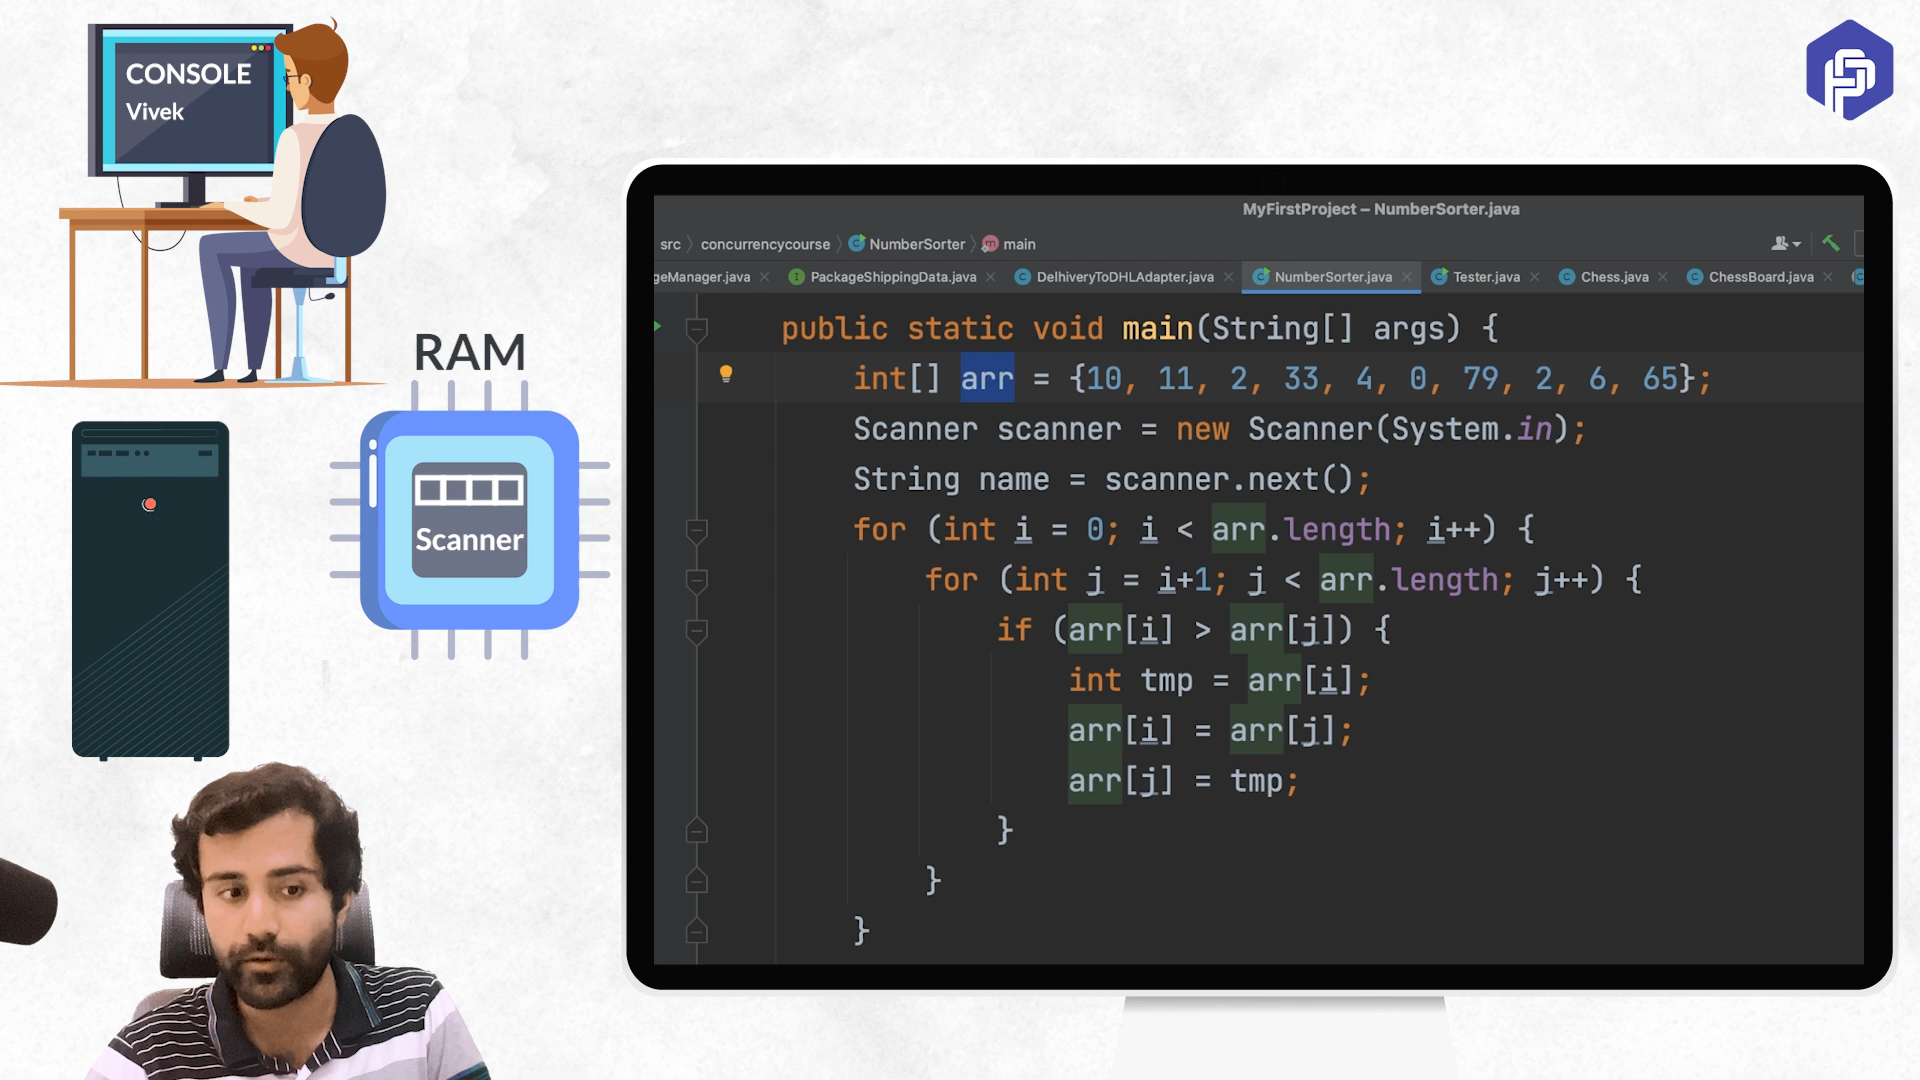 CONSOLE
Vivek
RAM
Scanner
MyFirstProject – NumberSorter.java
src concurrencycourse NumberSorter main
geManager.java PackageShippingData.java DelhiveryToDHLAdapter.java NumberSorter.java Tester.java Chess.java ChessBoard.java
public static void main(String[] args) {
int[] arr = {10, 11, 2, 33, 4, 0, 79, 2, 6, 65};
Scanner scanner = new Scanner(System.in);
String name = scanner.next();
for (int i = 0; i < arr.length; i++) {
for (int j = i+1; j < arr.length; j++) {
if (arr[i] > arr[j]) {
int tmp = arr[i];
arr[i] = arr[j];
arr[j] = tmp;
}
}
}